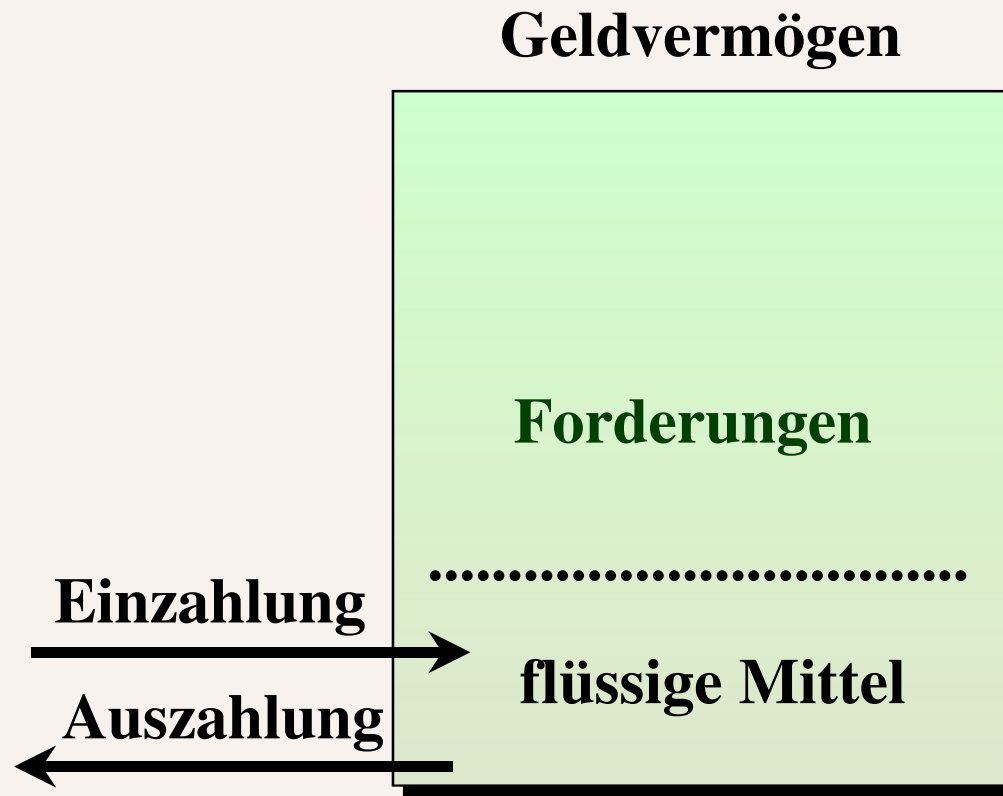 Geldvermögen
Forderungen
Einzahlung
flüssige Mittel
Auszahlung